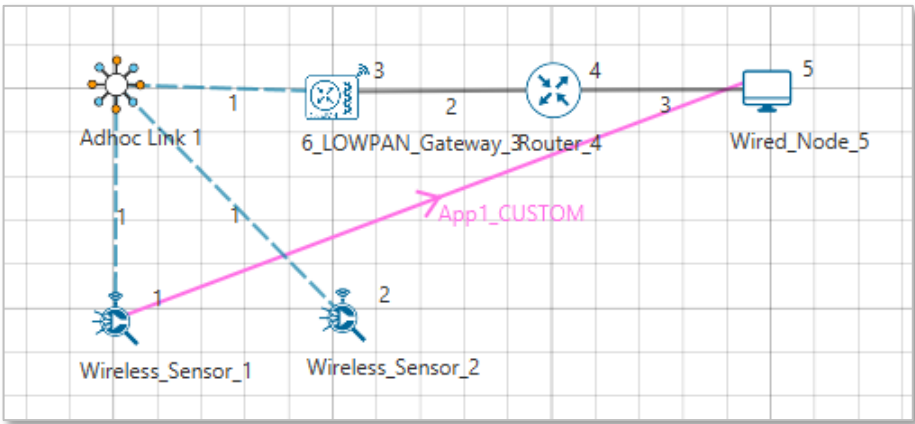 3
4
5
1
2
3
Adhoc Link 1
6_LOWPAN_Gateway_3
Router_4
Wired_Node_5
1
1
App1_CUSTOM
1
2
Wireless_Sensor_1
Wireless_Sensor_2